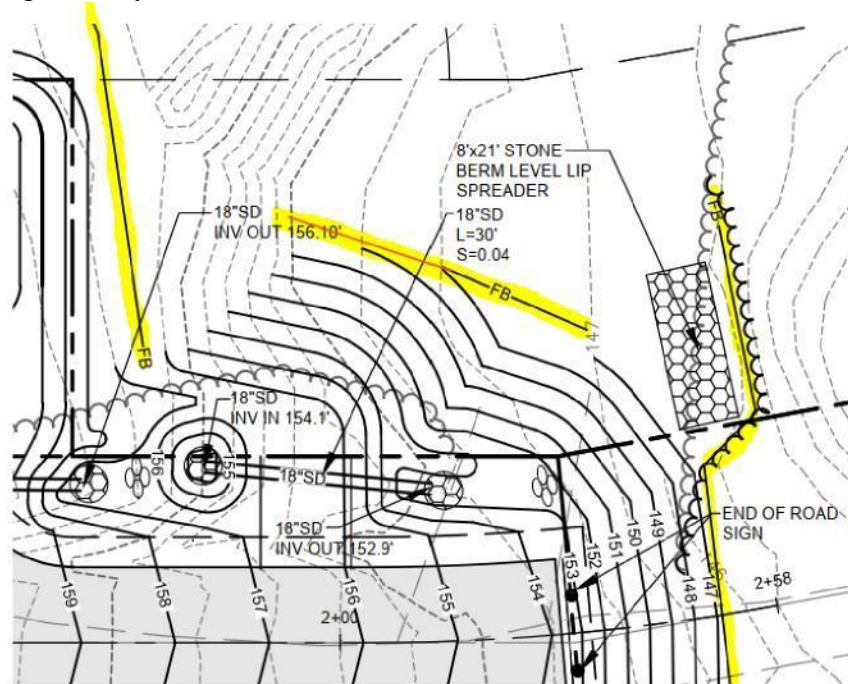 8'x21' STONE
BERM LEVEL LIP
SPREADER
18"SD
L=30'
S=0.04
18"SD
INV OUT 156.10'
FB
FB
FB
147
18"SD
INV IN 154.1'
156
155
18"SD
18"SD
INV OUT 152.9'
END OF ROAD
SIGN
159
158
157
156
155
154
153
152
151
150
149
148
147
146
2+00
2+58